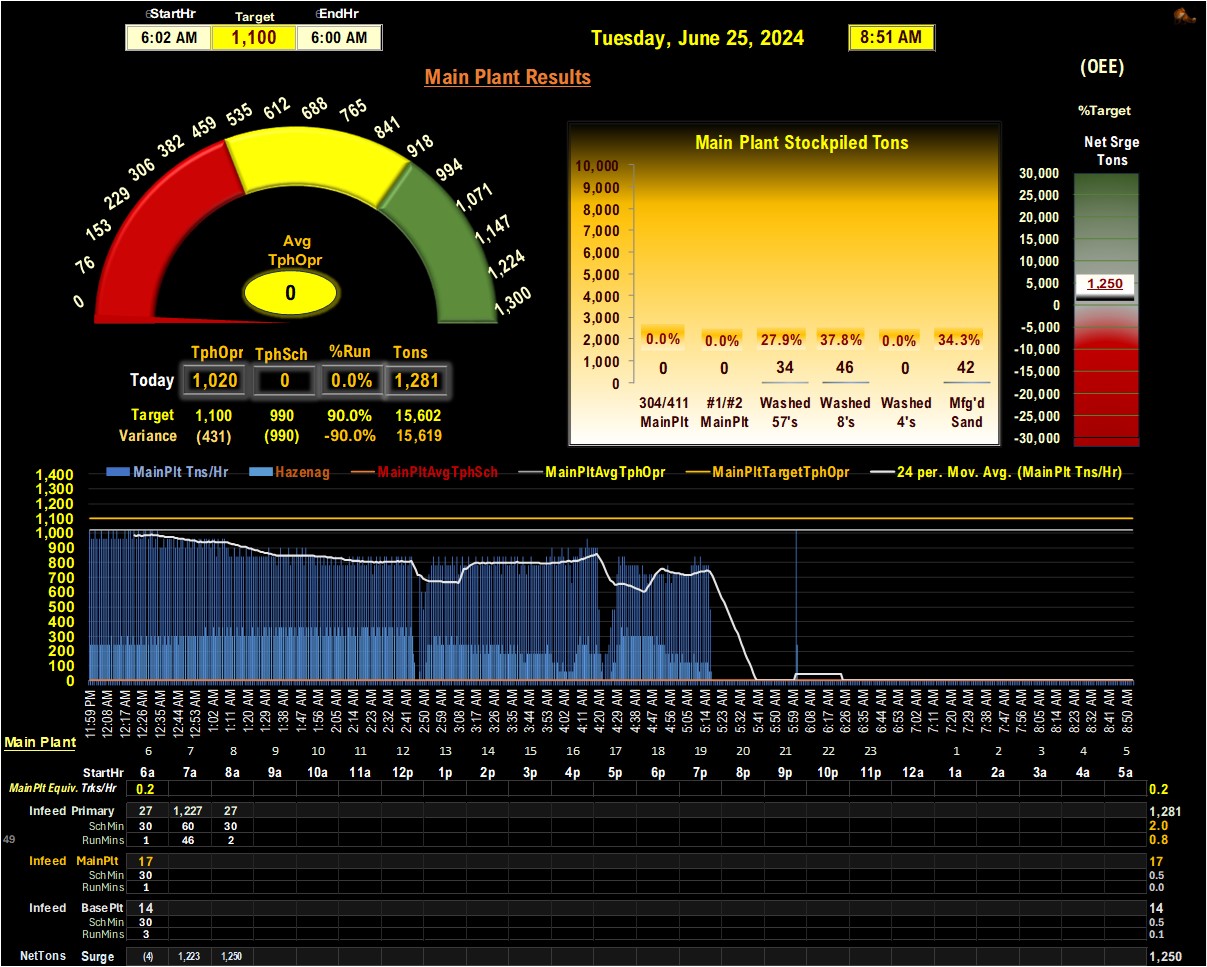 StartHr Target EndHr
6:02 AM 1,100 6:00 AM
Tuesday, June 25, 2024 8:51 AM
Main Plant Results
(OEE)
%Target
Net Srge
Tons
0 76 153 229 306 382 459 535 612 688 765 841 918 994 1,071 1,147 1,224 1,300
Avg
TphOpr
0
TphOpr TphSch %Run Tons
Today 1,020 0 0.0% 1,281
Target 1,100 990 90.0% 15,602
Variance (431) (990) -90.0% 15,619
Main Plant Stockpiled Tons
10,000
9,000
8,000
7,000
6,000
5,000
4,000
3,000
2,000
1,000
0
0.0% 0.0% 27.9% 37.8% 0.0% 34.3%
0 0 34 46 0 42
304/411 #1/#2 Washed Washed Washed Mfg'd
MainPlt MainPlt 57's 8's 4's Sand
30,000
25,000
20,000
15,000
10,000
5,000
0
-5,000
-10,000
-15,000
-20,000
-25,000
-30,000
1,250
MainPlt Tns/Hr Hazenag MainPltAvgTphSch MainPltAvgTphOpr MainPltTargetTphOpr 24 per. Mov. Avg. (MainPlt Tns/Hr)
1,400
1,300
1,200
1,100
1,000
900
800
700
600
500
400
300
200
100
0
11:59 PM 12:08 AM 12:17 AM 12:26 AM 12:35 AM 12:44 AM 12:53 AM 1:02 AM 1:11 AM 1:20 AM 1:29 AM 1:38 AM 1:47 AM 1:56 AM 2:05 AM 2:14 AM 2:23 AM 2:32 AM 2:41 AM 2:50 AM 2:59 AM 3:08 AM 3:17 AM 3:26 AM 3:35 AM 3:44 AM 3:53 AM 4:02 AM 4:11 AM 4:20 AM 4:29 AM 4:38 AM 4:47 AM 4:56 AM 5:05 AM 5:14 AM 5:23 AM 5:32 AM 5:41 AM 5:50 AM 5:59 AM 6:08 AM 6:17 AM 6:26 AM 6:35 AM 6:44 AM 6:53 AM 7:02 AM 7:11 AM 7:20 AM 7:29 AM 7:38 AM 7:47 AM 7:56 AM 8:05 AM 8:14 AM 8:23 AM 8:32 AM 8:41 AM 8:50 AM
Main Plant
6 7 8 9 10 11 12 13 14 15 16 17 18 19 20 21 22 23 1 2 3 4 5
StartHr 6a 7a 8a 9a 10a 11a 12p 1p 2p 3p 4p 5p 6p 7p 8p 9p 10p 11p 12a 1a 2a 3a 4a 5a
MainPlt Equiv. Trks/Hr 0.2 0.2
Infeed Primary 27 1,227 27 1,281
SchMin 30 60 30 2.0
49 RunMins 1 46 2 0.8
Infeed MainPlt 17 17
SchMin 30 0.5
RunMins 1 0.0
Infeed BasePlt 14 14
SchMin 30 0.5
RunMins 3 0.1
NetTons Surge (4) 1,223 1,250 1,250